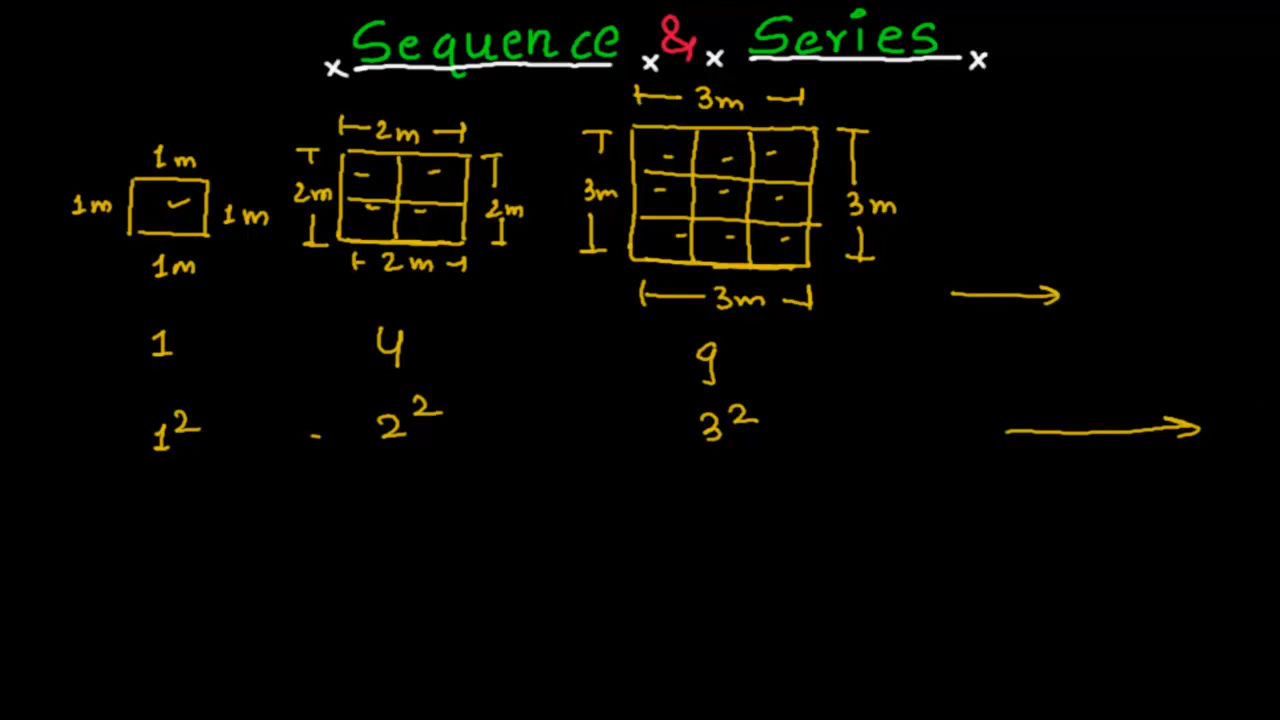 Sequence & Series
3m
2m
1m
1m 1m 2m 2m 3m 3m
1m 2m
3m
1 4 9
1² 2² 3²